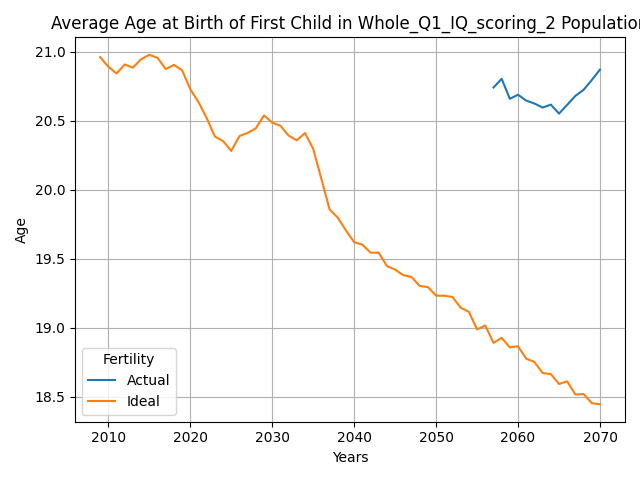 Average Age at Birth of First Child in Whole_Q1_IQ_scoring_2 Population
21.0
20.5
20.0
19.5
19.0
18.5
Age
Fertility
Actual
Ideal
2010 2020 2030 2040 2050 2060 2070
Years